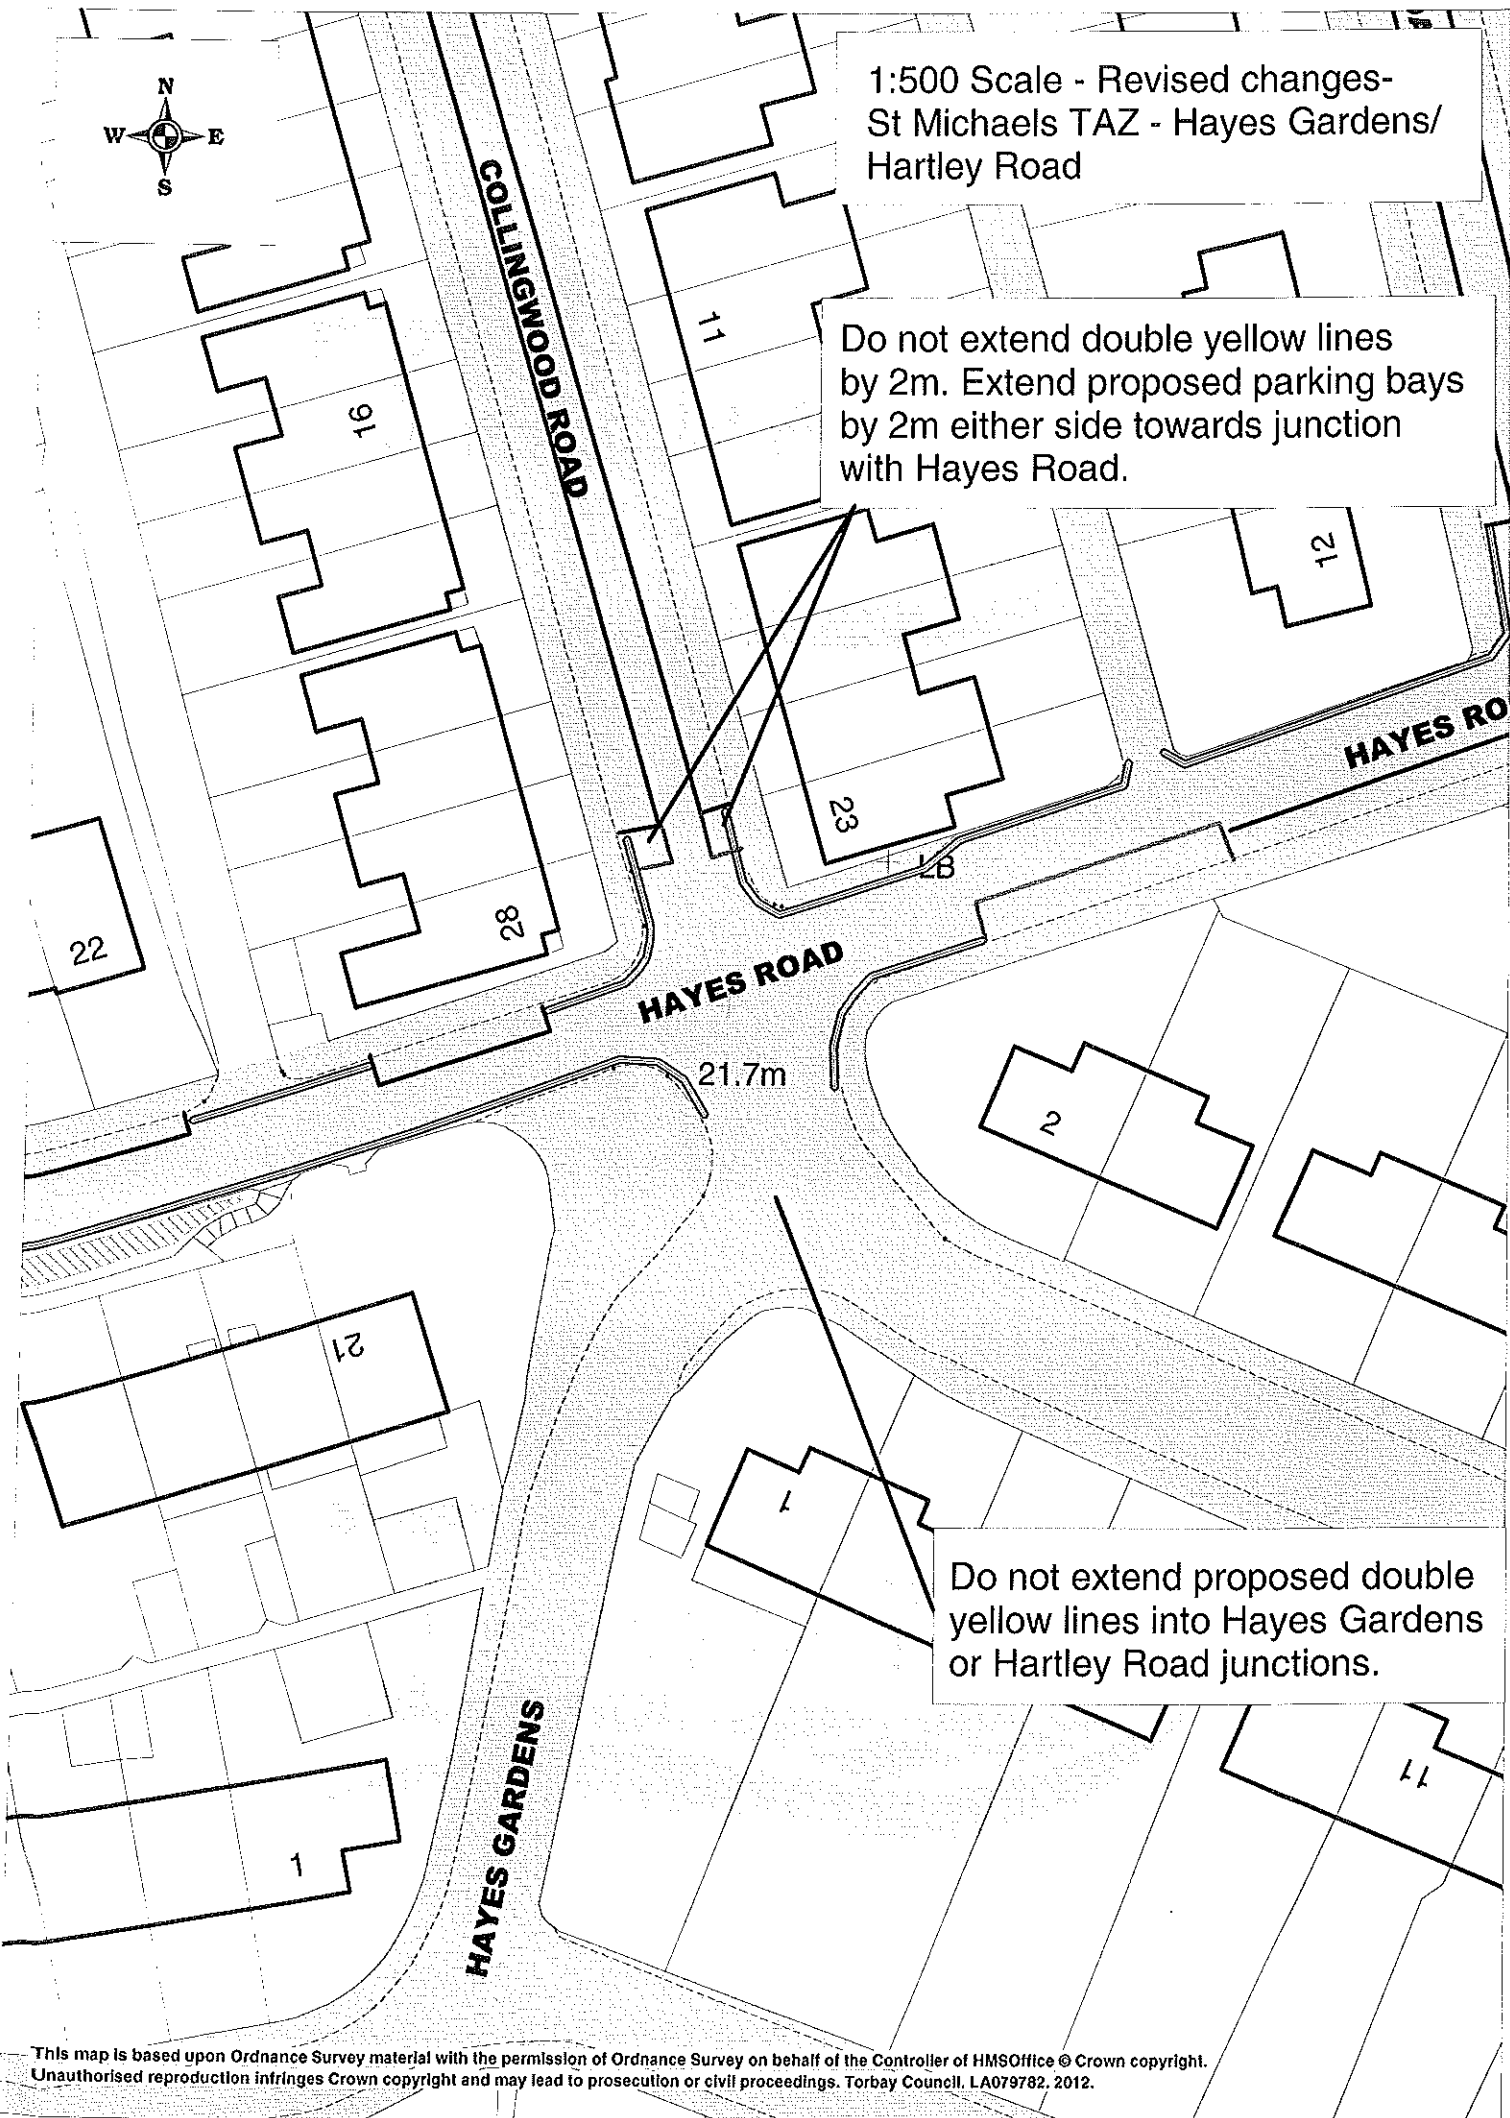 N
W E
S
1:500 Scale - Revised changes-
St Michaels TAZ - Hayes Gardens/
Hartley Road
COLLINGWOOD ROAD
11
Do not extend double yellow lines
by 2m. Extend proposed parking bays
by 2m either side towards junction
with Hayes Road.
16
12
HAYES RO
23
LB
28
22
HAYES ROAD
21.7m
2
21
1
Do not extend proposed double
yellow lines into Hayes Gardens
or Hartley Road junctions.
HAYES GARDENS
11
1
This map is based upon Ordnance Survey material with the permission of Ordnance Survey on behalf of the Controller of HMSOffice © Crown copyright.
Unauthorised reproduction infringes Crown copyright and may lead to prosecution or civil proceedings. Torbay Council. LA079782. 2012.